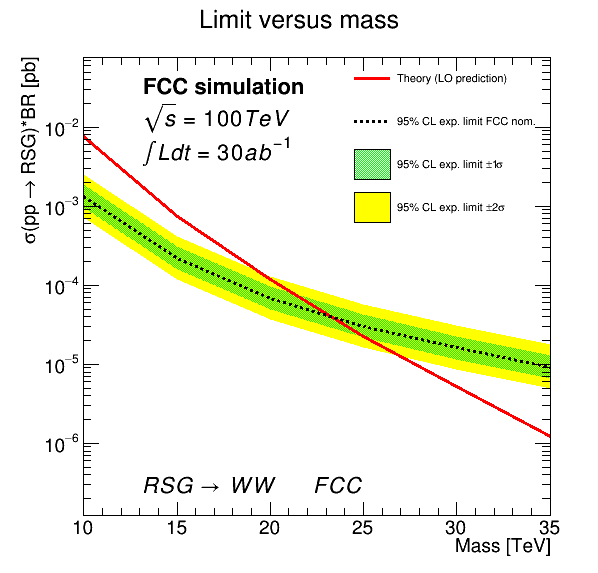 Limit versus mass
σ(pp → RSG)*BR [pb]
FCC simulation
√s = 100TeV
∫Ldt = 30ab⁻¹
Theory (LO prediction)
95% CL exp. limit FCC nom.
95% CL exp. limit ±1σ
95% CL exp. limit ±2σ
10⁻²
10⁻³
10⁻⁴
10⁻⁵
10⁻⁶
RSG → WW FCC
10 15 20 25 30 35
Mass [TeV]